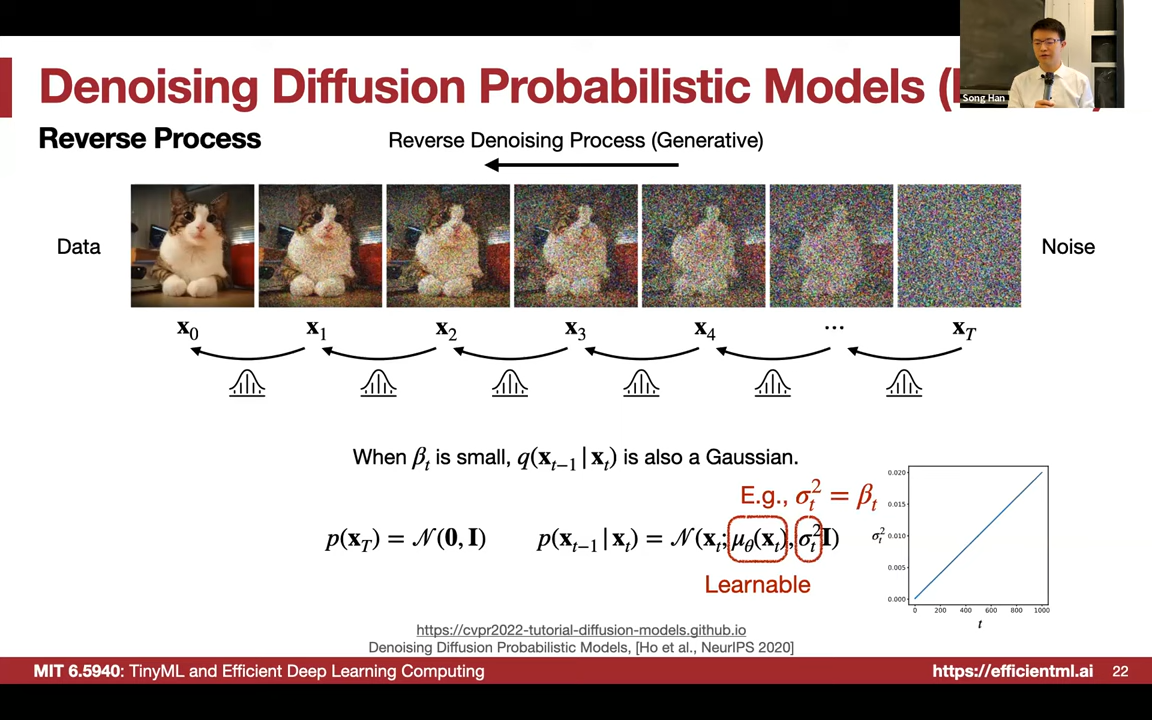 Denoising Diffusion Probabilistic Models (
Song Han
Reverse Process
Reverse Denoising Process (Generative)
Data
Noise
x₀ x₁ x₂ x₃ x₄ ⋯ x_T
When βₜ is small, q(xₜ₋₁|xₜ) is also a Gaussian.
E.g., σₜ² = βₜ
p(x_T) = 𝒩(0, I) p(xₜ₋₁|xₜ) = 𝒩(xₜ; μ_θ(xₜ), σₜ²I)
Learnable
0.020
0.015
σₜ² 0.010
0.005
0.000
0 200 400 600 800 1000
t
https://cvpr2022-tutorial-diffusion-models.github.io
Denoising Diffusion Probabilistic Models, [Ho et al., NeurIPS 2020]
MIT 6.5940: TinyML and Efficient Deep Learning Computing
https://efficientml.ai 22